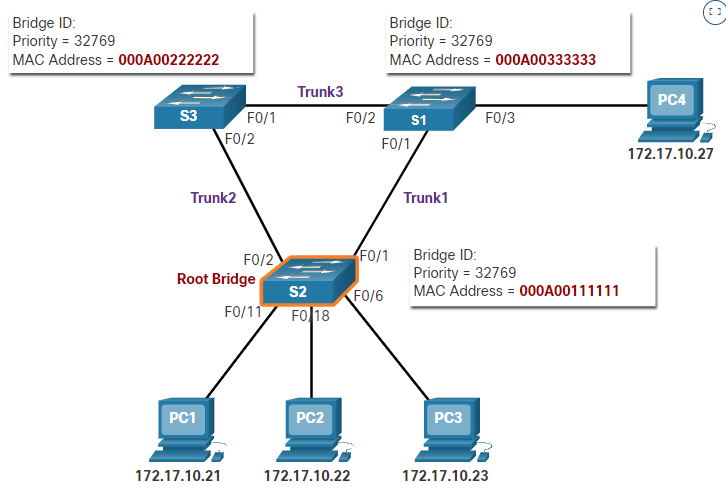 Bridge ID:
Priority = 32769
MAC Address = 000A00222222
Bridge ID:
Priority = 32769
MAC Address = 000A00333333
Trunk3
S3
F0/1
F0/2
S1
F0/3
PC4
F0/2
F0/1
172.17.10.27
Trunk2
Trunk1
F0/2
F0/1
Root Bridge
S2
Bridge ID:
Priority = 32769
MAC Address = 000A00111111
F0/11
F0/18
F0/6
PC1
PC2
PC3
172.17.10.21
172.17.10.22
172.17.10.23